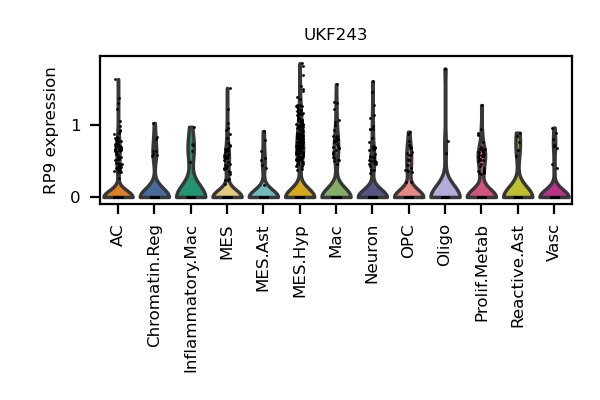 UKF243
RP9 expression
1
0
AC
Chromatin.Reg
Inflammatory.Mac
MES
MES.Ast
MES.Hyp
Mac
Neuron
OPC
Oligo
Prolif.Metab
Reactive.Ast
Vasc